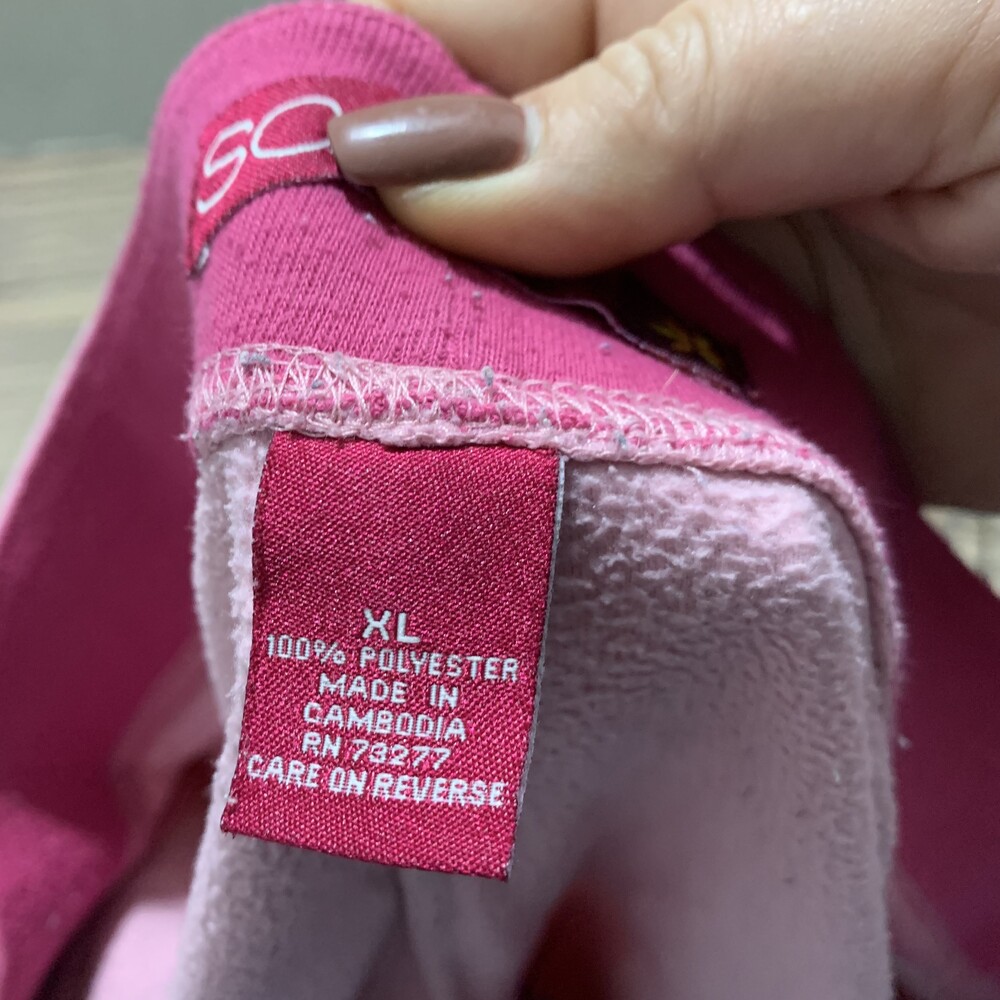 SO
XL
100% POLYESTER
MADE IN
CAMBODIA
RN 73277
CARE ON REVERSE